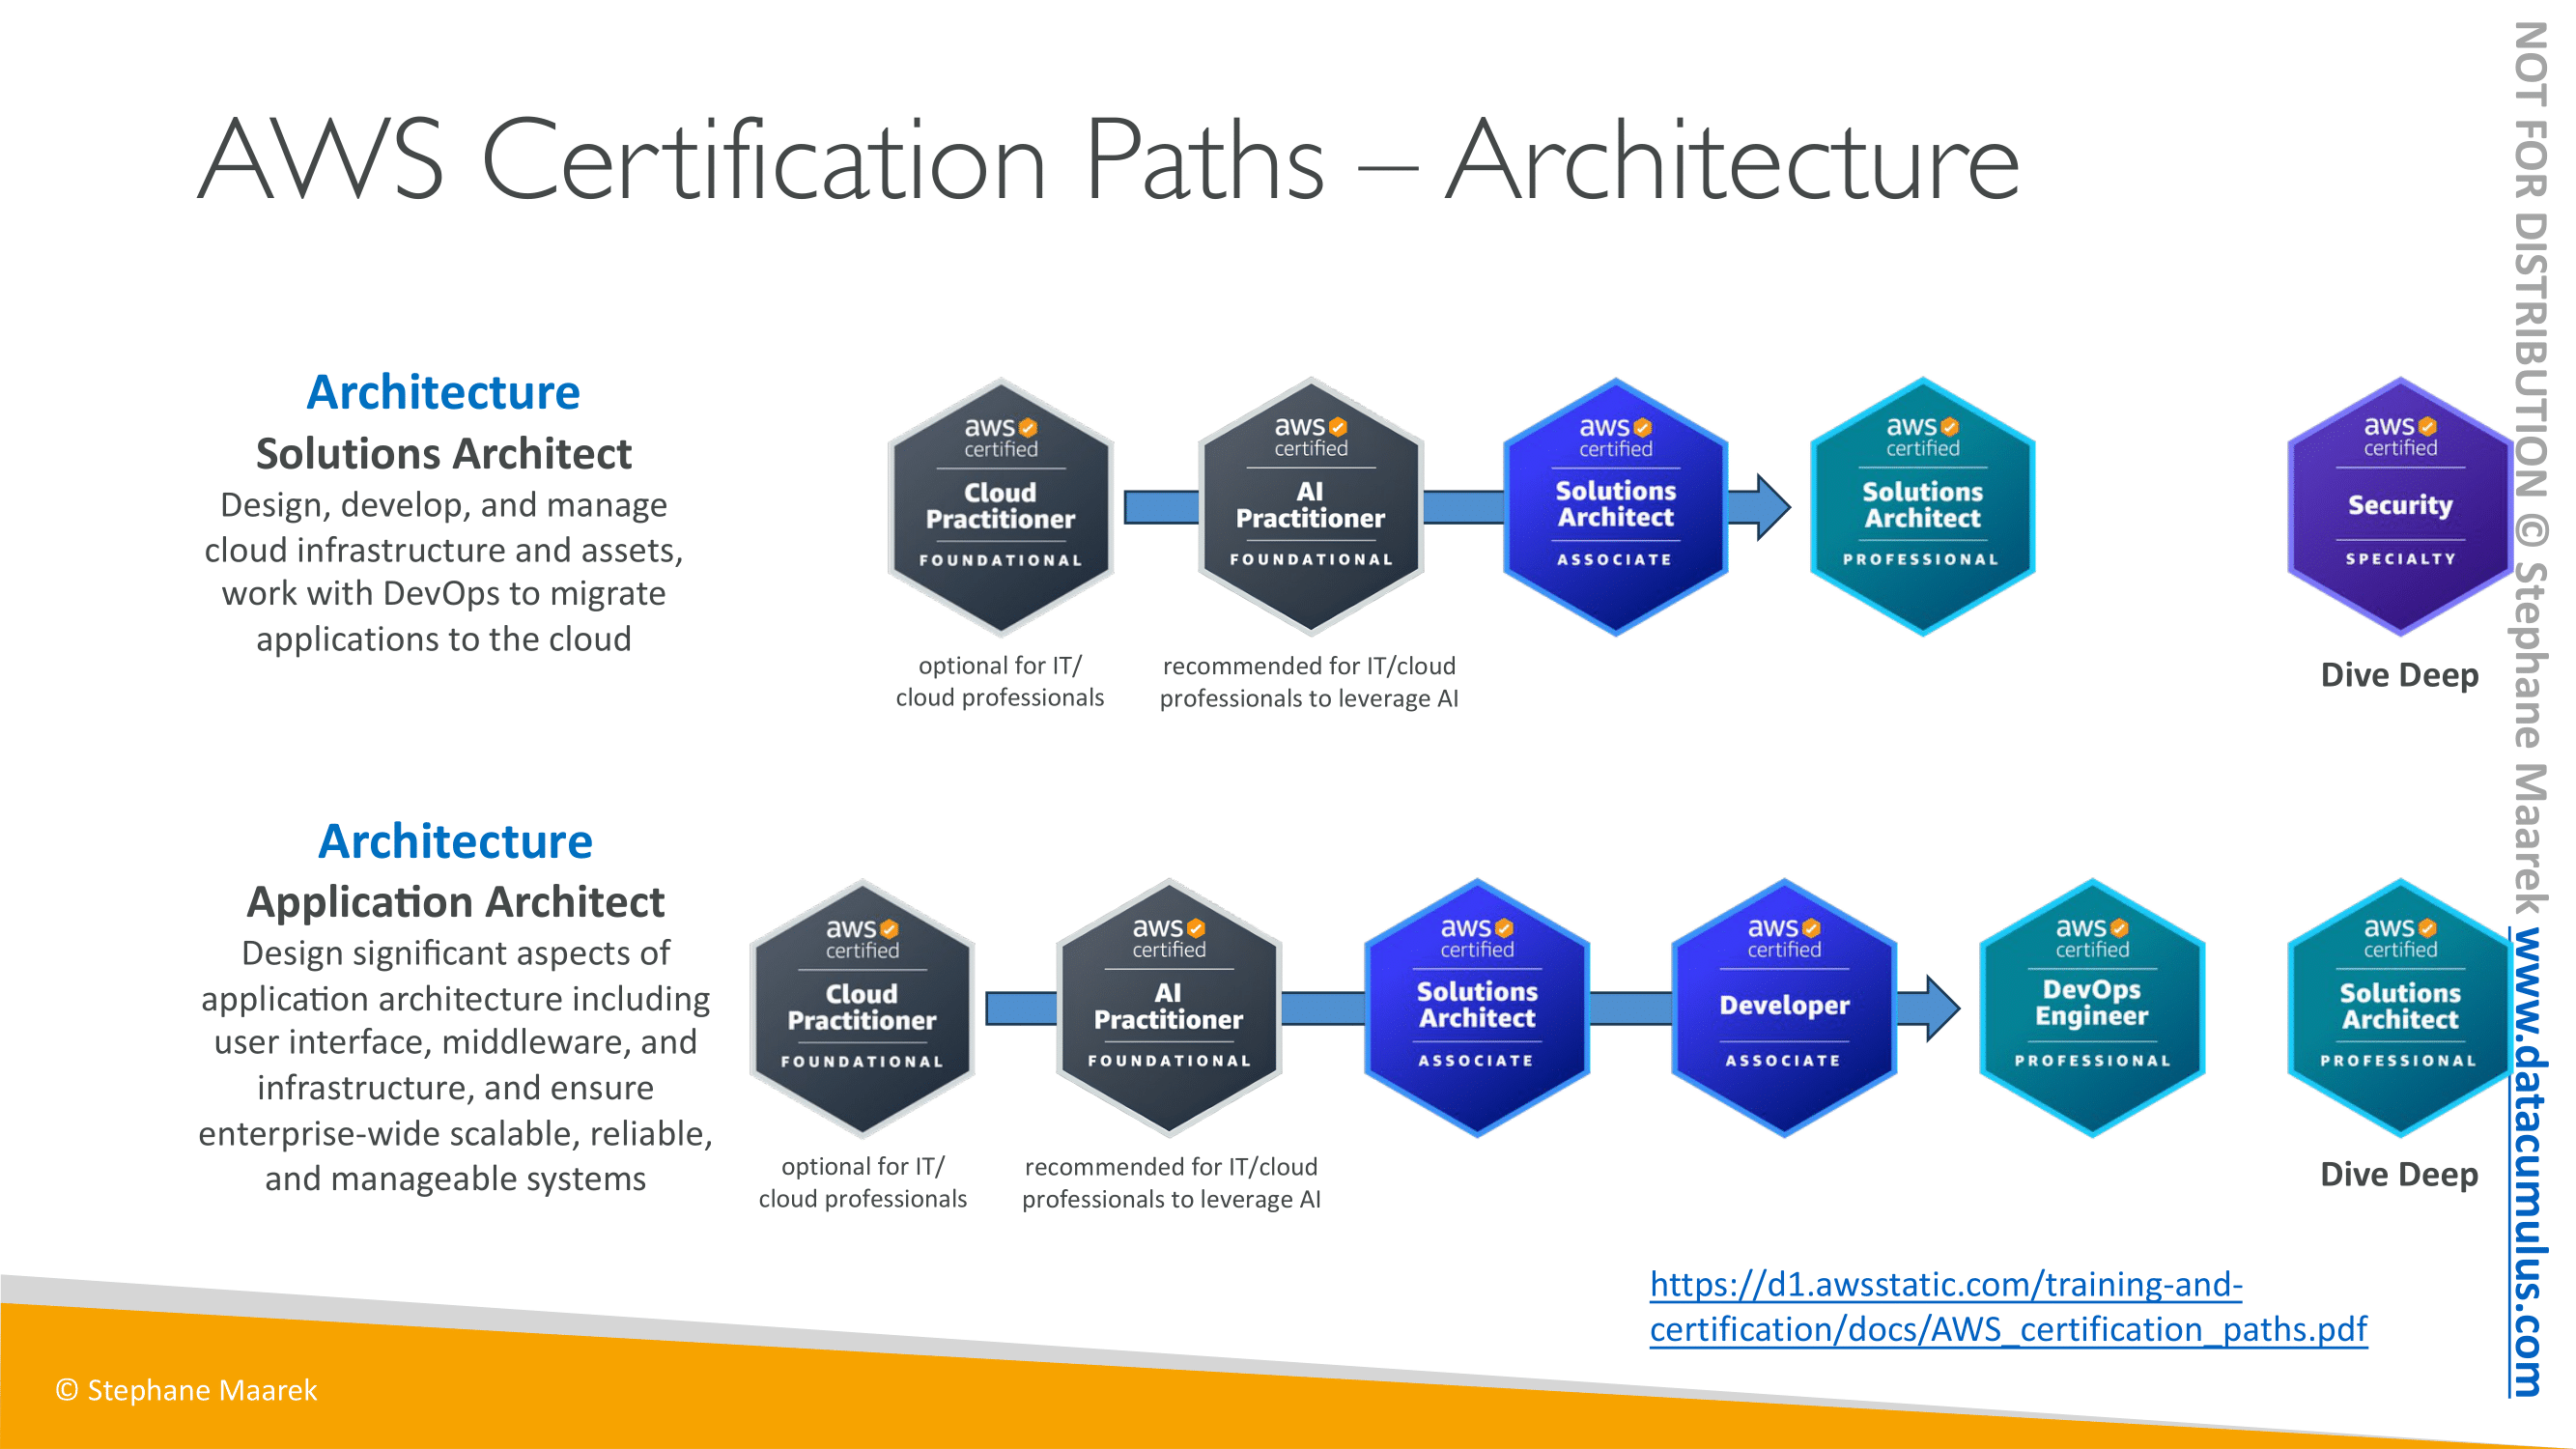 AWS Certification Paths – Architecture
Architecture
Solutions Architect
Design, develop, and manage
cloud infrastructure and assets,
work with DevOps to migrate
applications to the cloud
aws
certified
Cloud
Practitioner
FOUNDATIONAL
optional for IT/
cloud professionals
aws
certified
AI
Practitioner
FOUNDATIONAL
recommended for IT/cloud
professionals to leverage AI
aws
certified
Solutions
Architect
ASSOCIATE
aws
certified
Solutions
Architect
PROFESSIONAL
aws
certified
Security
SPECIALTY
Dive Deep
Architecture
Application Architect
Design significant aspects of
application architecture including
user interface, middleware, and
infrastructure, and ensure
enterprise-wide scalable, reliable,
and manageable systems
aws
certified
Cloud
Practitioner
FOUNDATIONAL
optional for IT/
cloud professionals
aws
certified
AI
Practitioner
FOUNDATIONAL
recommended for IT/cloud
professionals to leverage AI
aws
certified
Solutions
Architect
ASSOCIATE
aws
certified
Developer
ASSOCIATE
aws
certified
DevOps
Engineer
PROFESSIONAL
aws
certified
Solutions
Architect
PROFESSIONAL
Dive Deep
https://d1.awsstatic.com/training-and-
certification/docs/AWS_certification_paths.pdf
© Stephane Maarek
NOT FOR DISTRIBUTION © Stephane Maarek www.datacumulus.com